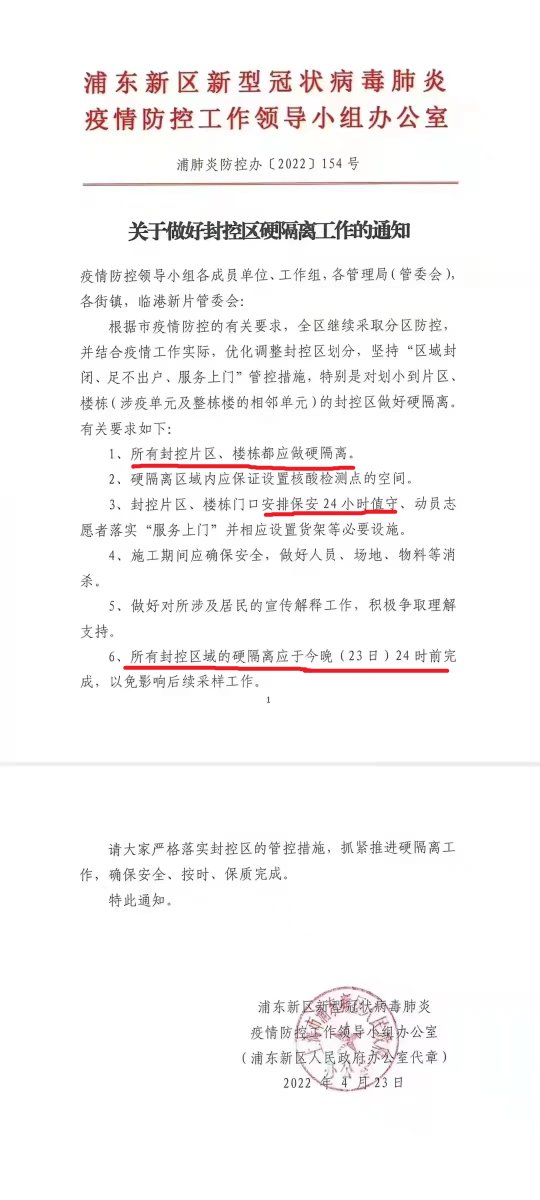 浦东新区新型冠状病毒肺炎
疫情防控工作领导小组办公室
浦肺炎防控办〔2022〕154号
关于做好封控区硬隔离工作的通知
疫情防控领导小组各成员单位、工作组，各管理局（管委会），
各街镇，临港新片管委会：
根据市疫情防控的有关要求，全区继续采取分区防控，
并结合疫情工作实际，优化调整封控区划分，坚持“区域封
闭、足不出户、服务上门”管控措施，特别是对划小到片区、
楼栋（涉疫单元及整栋楼的相邻单元）的封控区做好硬隔离。
有关要求如下：
1、所有封控片区、楼栋都应做硬隔离。
2、硬隔离区域内应保证设置核酸检测点的空间。
3、封控片区、楼栋门口安排保安24小时值守、动员志
愿者落实“服务上门”并相应设置货架等必要设施。
4、施工期间应确保安全，做好人员、场地、物料等消
杀。
5、做好对所涉及居民的宣传解释工作，积极争取理解
支持。
6、所有封控区域的硬隔离应于今晚（23日）24时前完
成，以免影响后续采样工作。
1
请大家严格落实封控区的管控措施，抓紧推进硬隔离工
作，确保安全、按时、保质完成。
特此通知。
浦东新区新型冠状病毒肺炎
疫情防控工作领导小组办公室
（浦东新区人民政府办公室代章）
2022 年 4 月 23 日
办公室